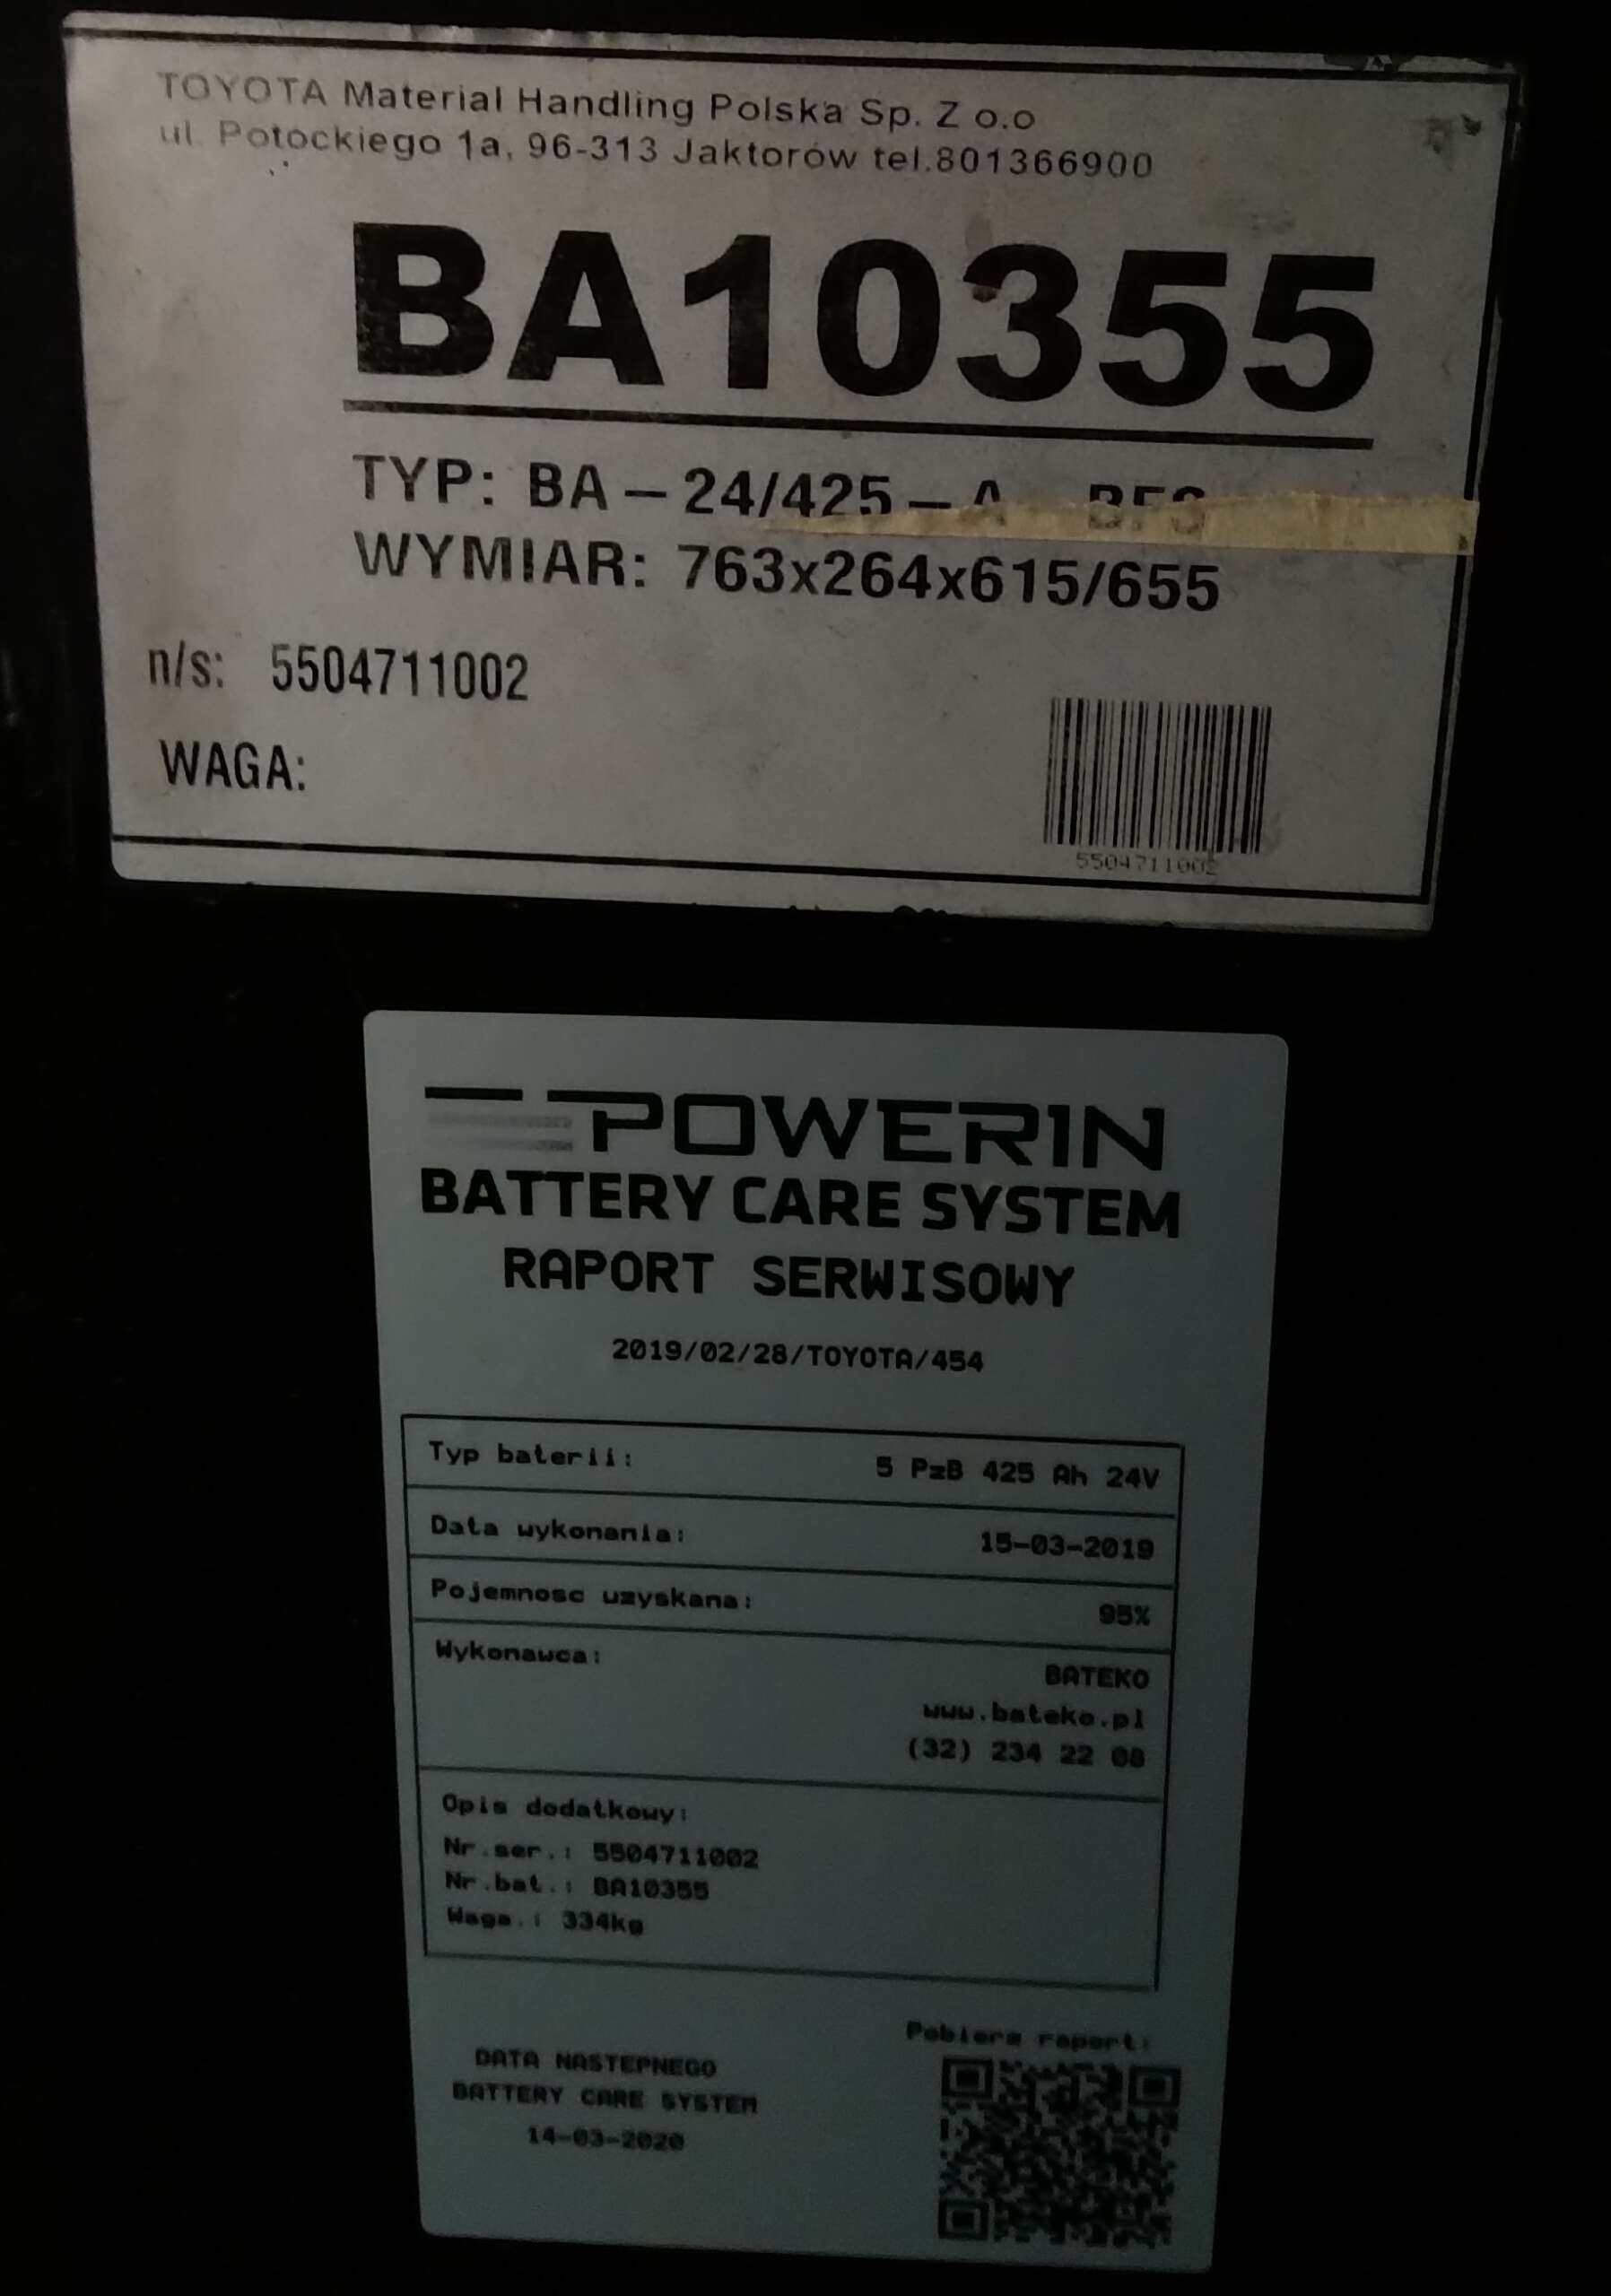 TOYOTA Material Handling Polska Sp. Z o.o
ul. Potockiego 1a, 96-313 Jaktorów tel.801366900
BA10355
TYP: BA – 24/425 – A
WYMIAR: 763x264x615/655
n/s: 5504711002
WAGA:
5504711002
POWERIN
BATTERY CARE SYSTEM
RAPORT SERWISOWY
2019/02/28/TOYOTA/454
Typ baterii: 5 PzB 425 Ah 24V
Data wykonania: 15-03-2019
Pojemnosc uzyskana: 95%
Wykonawca: BATEKO
www.bateko.pl
(32) 234 22 08
Opis dodatkowy:
Nr.ser.: 5504711002
Nr.bat.: BA10355
Waga.: 334kg
Pobierz raport:
DATA NASTEPNEGO
BATTERY CARE SYSTEM
14-03-2020